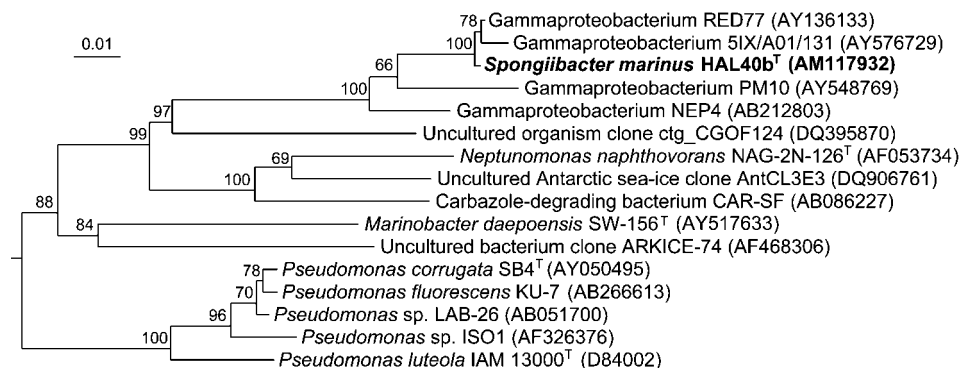 78 Gammaproteobacterium RED77 (AY136133)
0.01
100 Gammaproteobacterium 5IX/A01/131 (AY576729)
66 Spongiibacter marinus HAL40bᵀ (AM117932)
100 Gammaproteobacterium PM10 (AY548769)
97 Gammaproteobacterium NEP4 (AB212803)
99 Uncultured organism clone ctg_CGOF124 (DQ395870)
69 Neptunomonas naphthovorans NAG-2N-126ᵀ (AF053734)
100 Uncultured Antarctic sea-ice clone AntCL3E3 (DQ906761)
88 Carbazole-degrading bacterium CAR-SF (AB086227)
84 Marinobacter daepoensis SW-156ᵀ (AY517633)
Uncultured bacterium clone ARKICE-74 (AF468306)
78 Pseudomonas corrugata SB4ᵀ (AY050495)
70 Pseudomonas fluorescens KU-7 (AB266613)
96 Pseudomonas sp. LAB-26 (AB051700)
100 Pseudomonas sp. ISO1 (AF326376)
Pseudomonas luteola IAM 13000ᵀ (D84002)